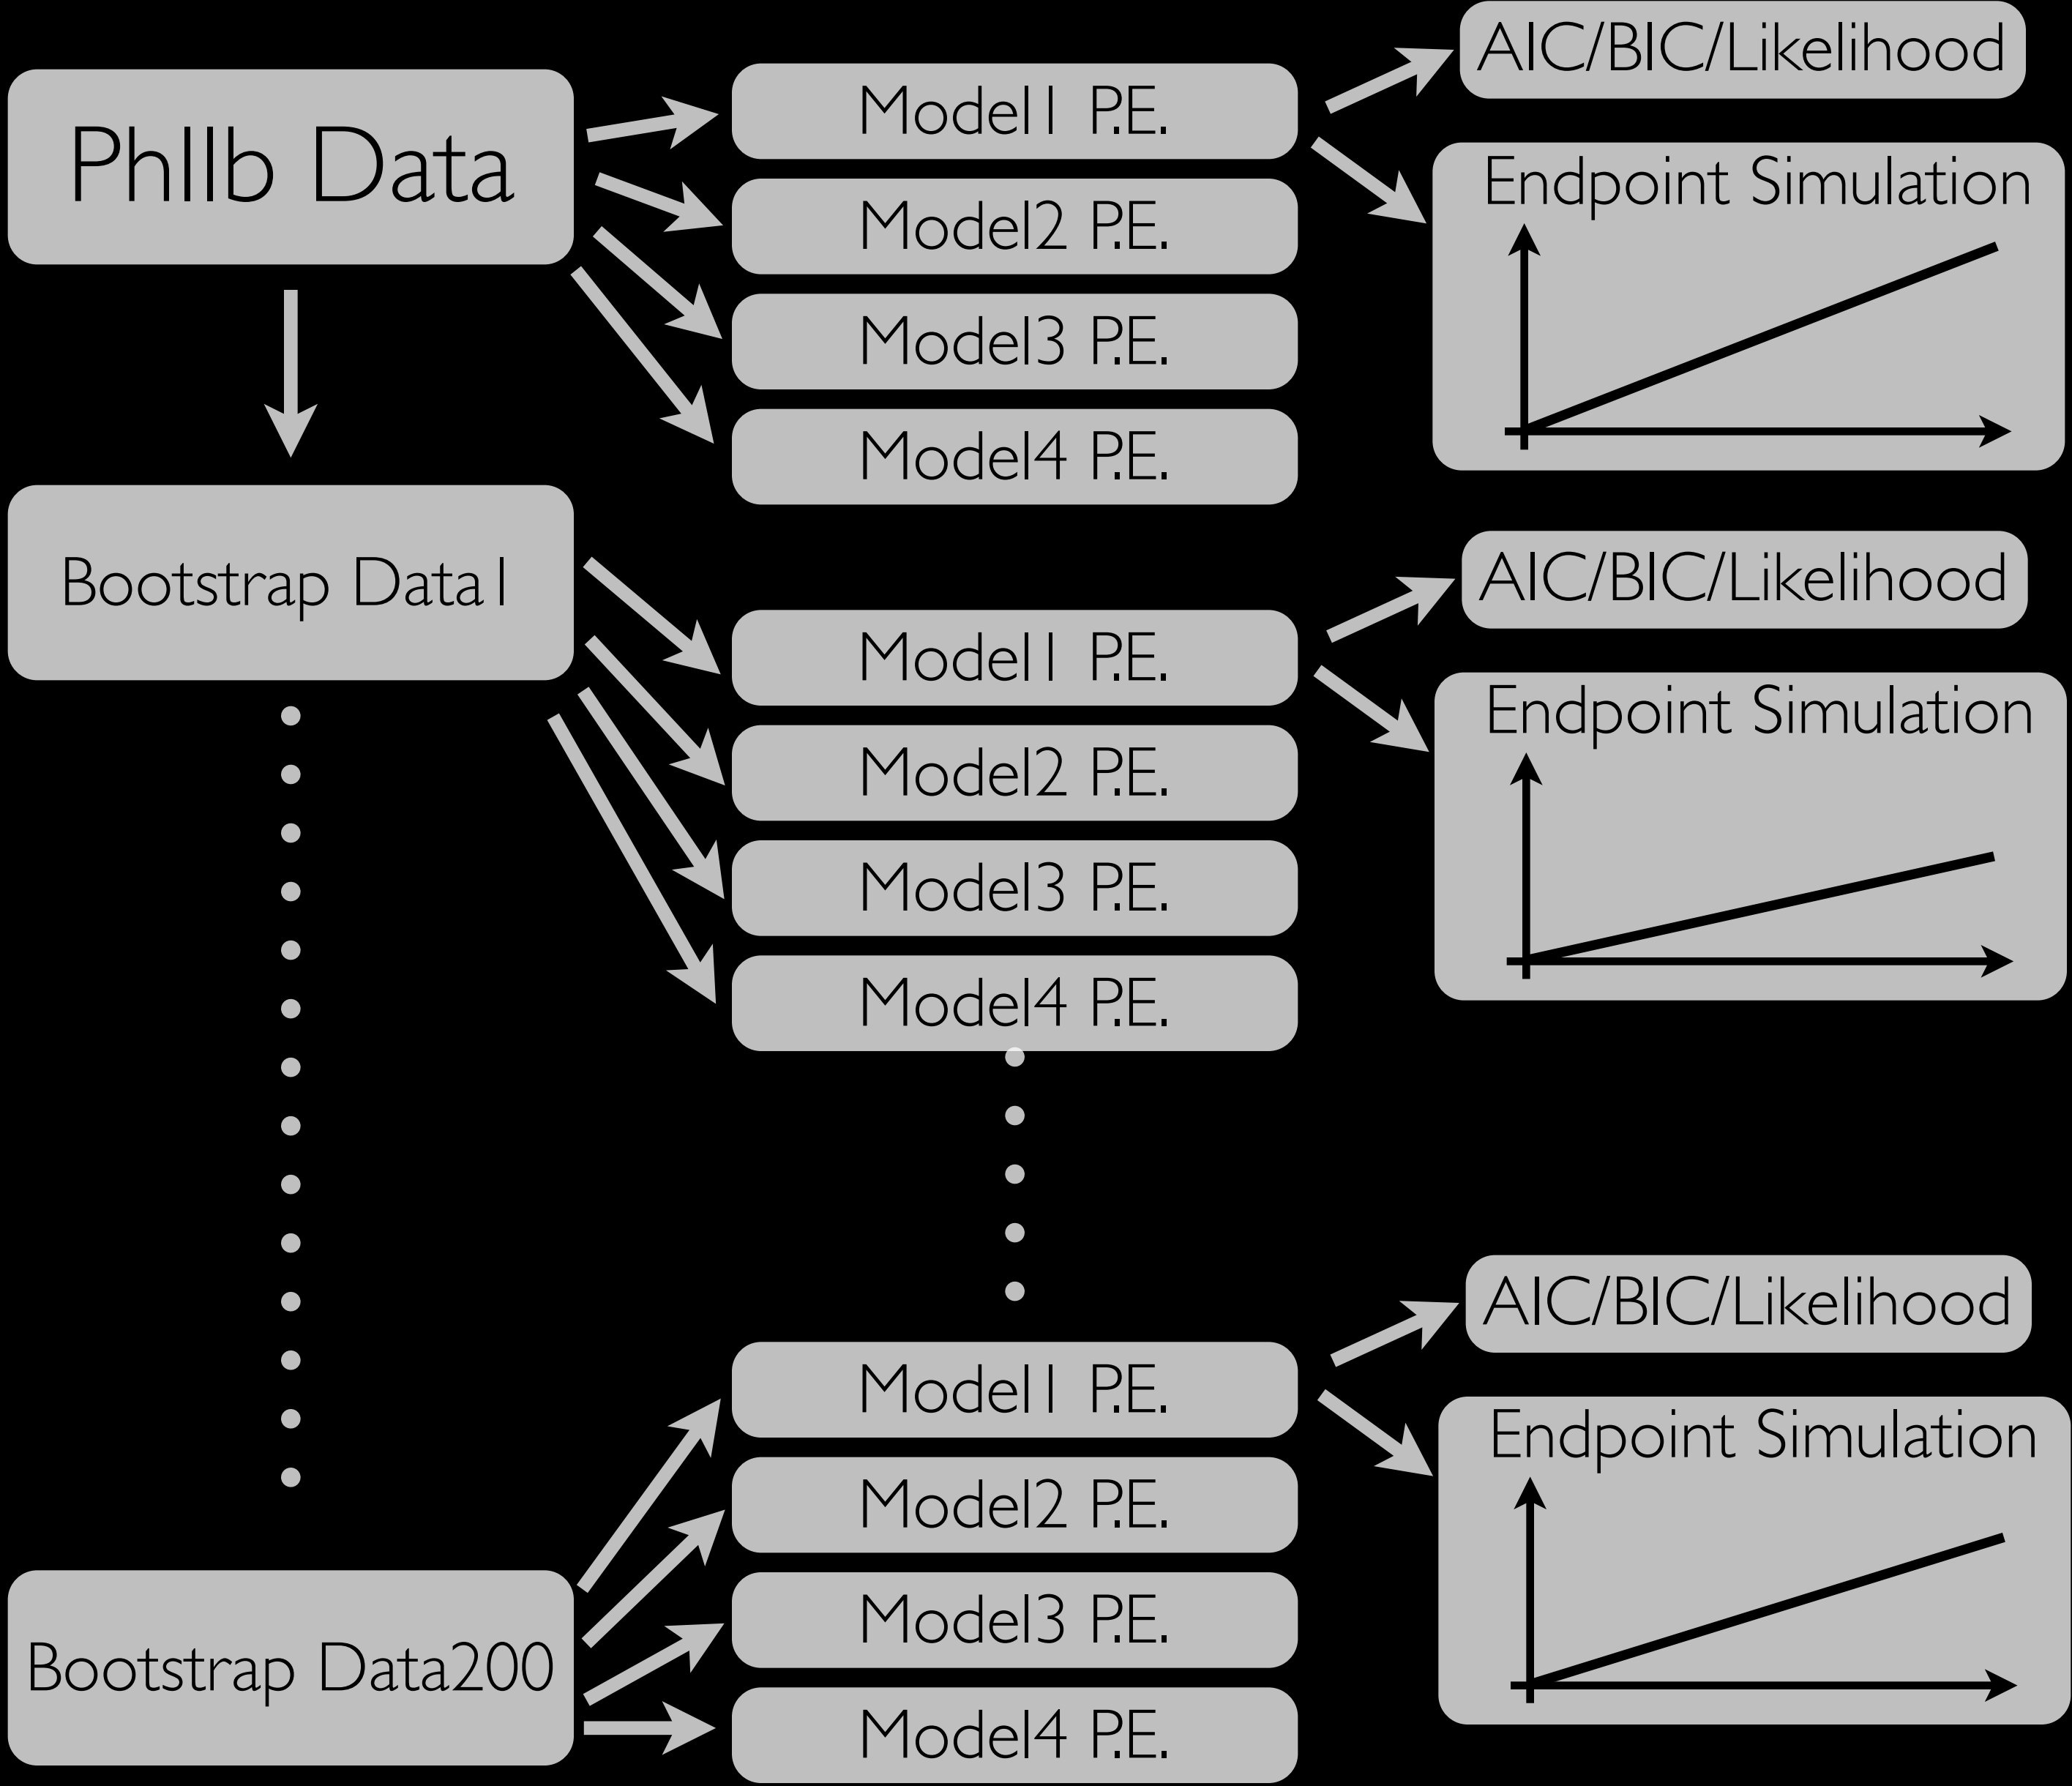 PhIIb Data
Model1 P.E.
Model2 P.E.
Model3 P.E.
Model4 P.E.
AIC/BIC/Likelihood
Endpoint Simulation
Bootstrap Data1
Model1 P.E.
Model2 P.E.
Model3 P.E.
Model4 P.E.
AIC/BIC/Likelihood
Endpoint Simulation
Bootstrap Data200
Model1 P.E.
Model2 P.E.
Model3 P.E.
Model4 P.E.
AIC/BIC/Likelihood
Endpoint Simulation